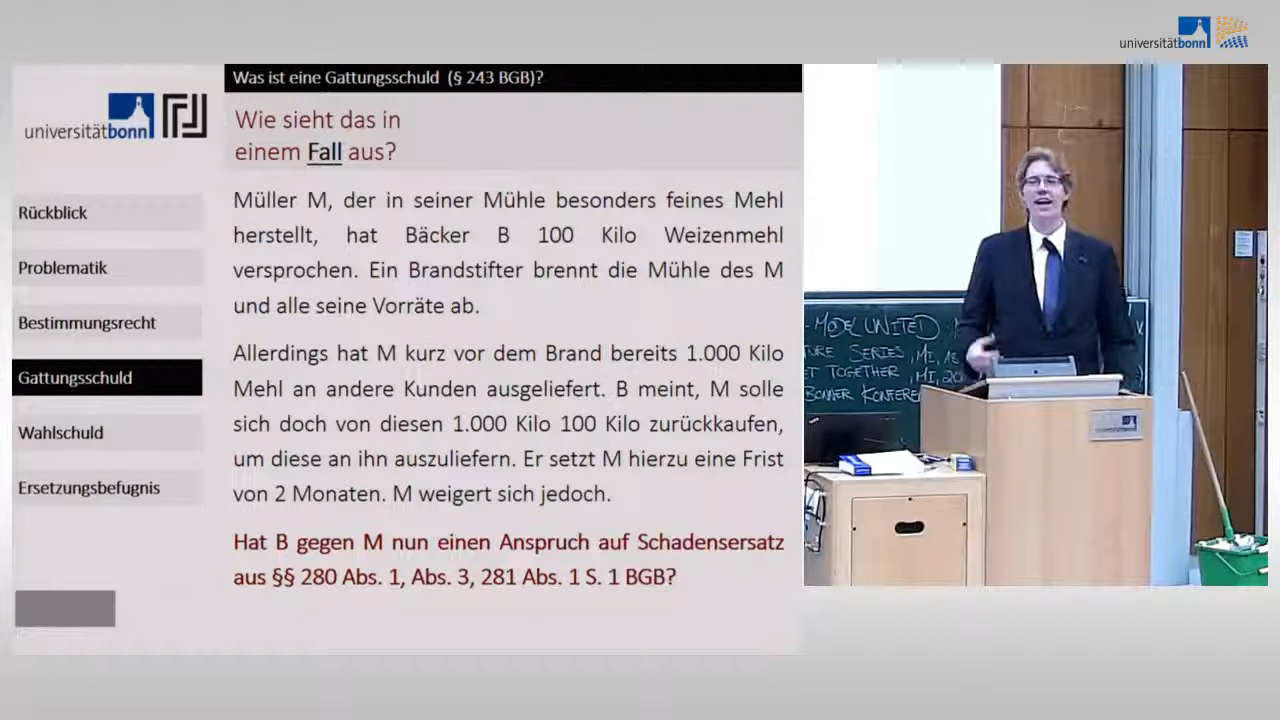 universitätbonn
Was ist eine Gattungsschuld (§ 243 BGB)?
universitätbonn
Wie sieht das in
einem Fall aus?
Rückblick
Problematik
Bestimmungsrecht
Gattungsschuld
Wahlschuld
Ersetzungsbefugnis
Müller M, der in seiner Mühle besonders feines Mehl
herstellt, hat Bäcker B 100 Kilo Weizenmehl
versprochen. Ein Brandstifter brennt die Mühle des M
und alle seine Vorräte ab.
Allerdings hat M kurz vor dem Brand bereits 1.000 Kilo
Mehl an andere Kunden ausgeliefert. B meint, M solle
sich doch von diesen 1.000 Kilo 100 Kilo zurückkaufen,
um diese an ihn auszuliefern. Er setzt M hierzu eine Frist
von 2 Monaten. M weigert sich jedoch.
Hat B gegen M nun einen Anspruch auf Schadensersatz
aus §§ 280 Abs. 1, Abs. 3, 281 Abs. 1 S. 1 BGB?
MODEL UNITED
SERIES, MI, 18
TOGETHER, MI, 20
BONNER KONFERE